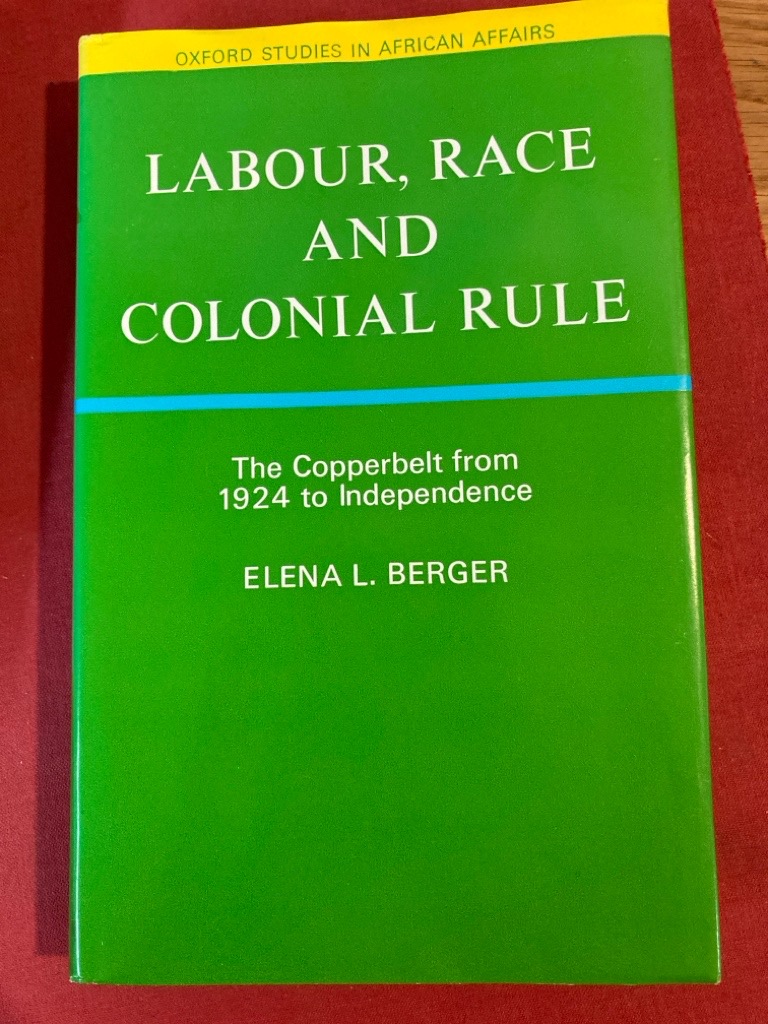 OXFORD STUDIES IN AFRICAN AFFAIRS
LABOUR, RACE
AND
COLONIAL RULE
The Copperbelt from
1924 to Independence
ELENA L. BERGER